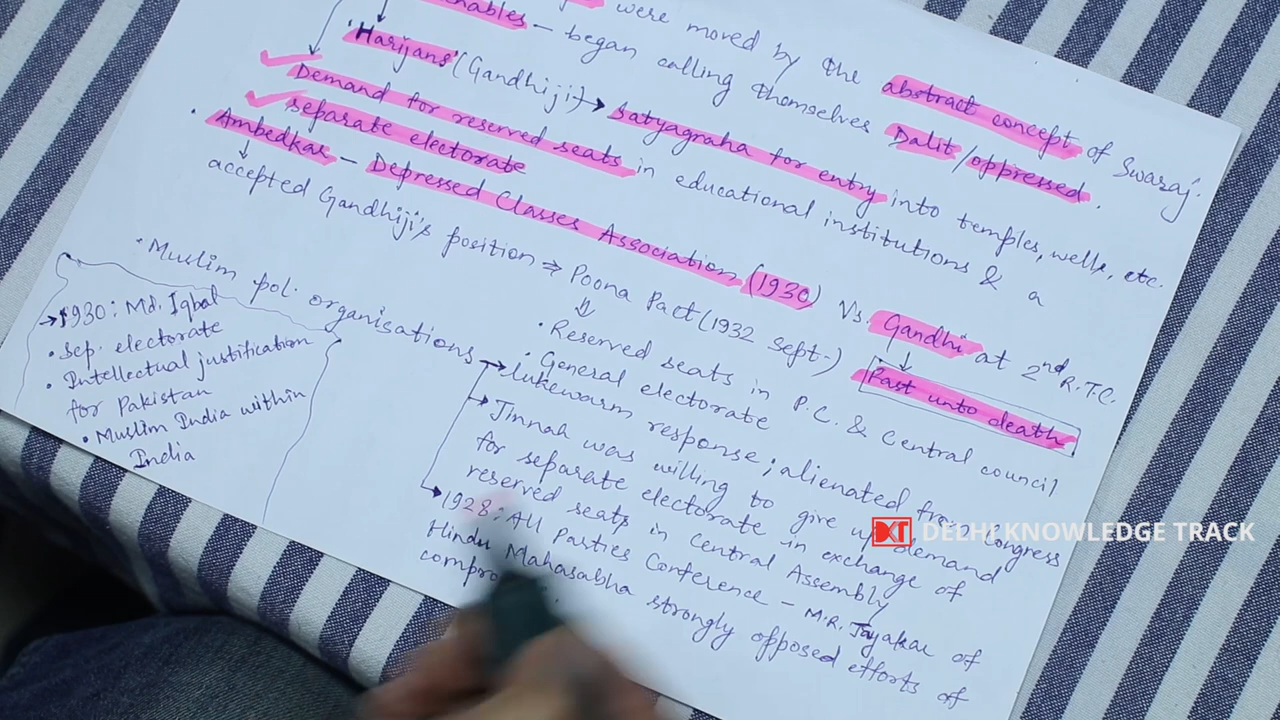 were moved by the abstract concept of Swaraj.
— began calling themselves Dalit/oppressed.
'Harijans' (Gandhiji) → Satyagraha for entry into temples, wells, etc.
Demand for reserved seats in educational institutions & a
separate electorate
· Ambedkar — Depressed Classes Association (1930) Vs. Gandhi at 2nd R.T.C.
accepted Gandhiji's position ⇒ Poona Pact (1932 Sept.)
Fast unto death
· Reserved seats in P.C. & Central council
· General electorate
· Muslim pol. organisations
→ lukewarm response; alienated from Congress
→ Jinnah was willing to give up demand
for separate electorate in exchange of
reserved seats in Central Assembly
→ 1928: All Parties Conference – M.R. Jayakar of
Hindu Mahasabha strongly opposed efforts of
→ 1930: Md. Iqbal
· Sep. electorate
· Intellectual justification
for Pakistan
· Muslim India within
India
DKT DELHI KNOWLEDGE TRACK